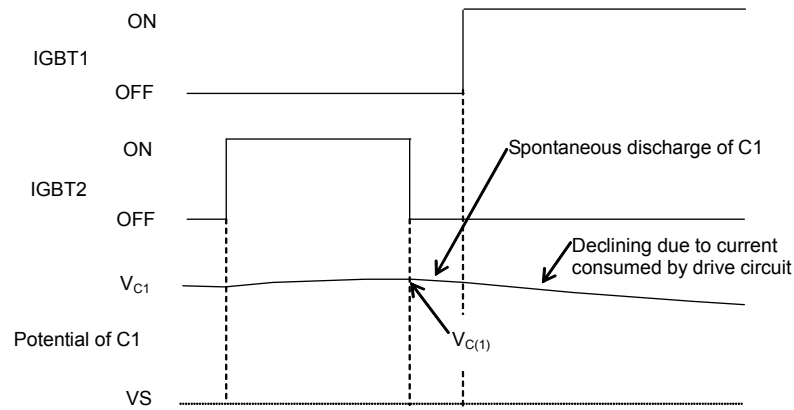 ON
IGBT1
OFF
ON
Spontaneous discharge of C1
IGBT2
OFF
Declining due to current
consumed by drive circuit
VC1
VC(1)
Potential of C1
VS